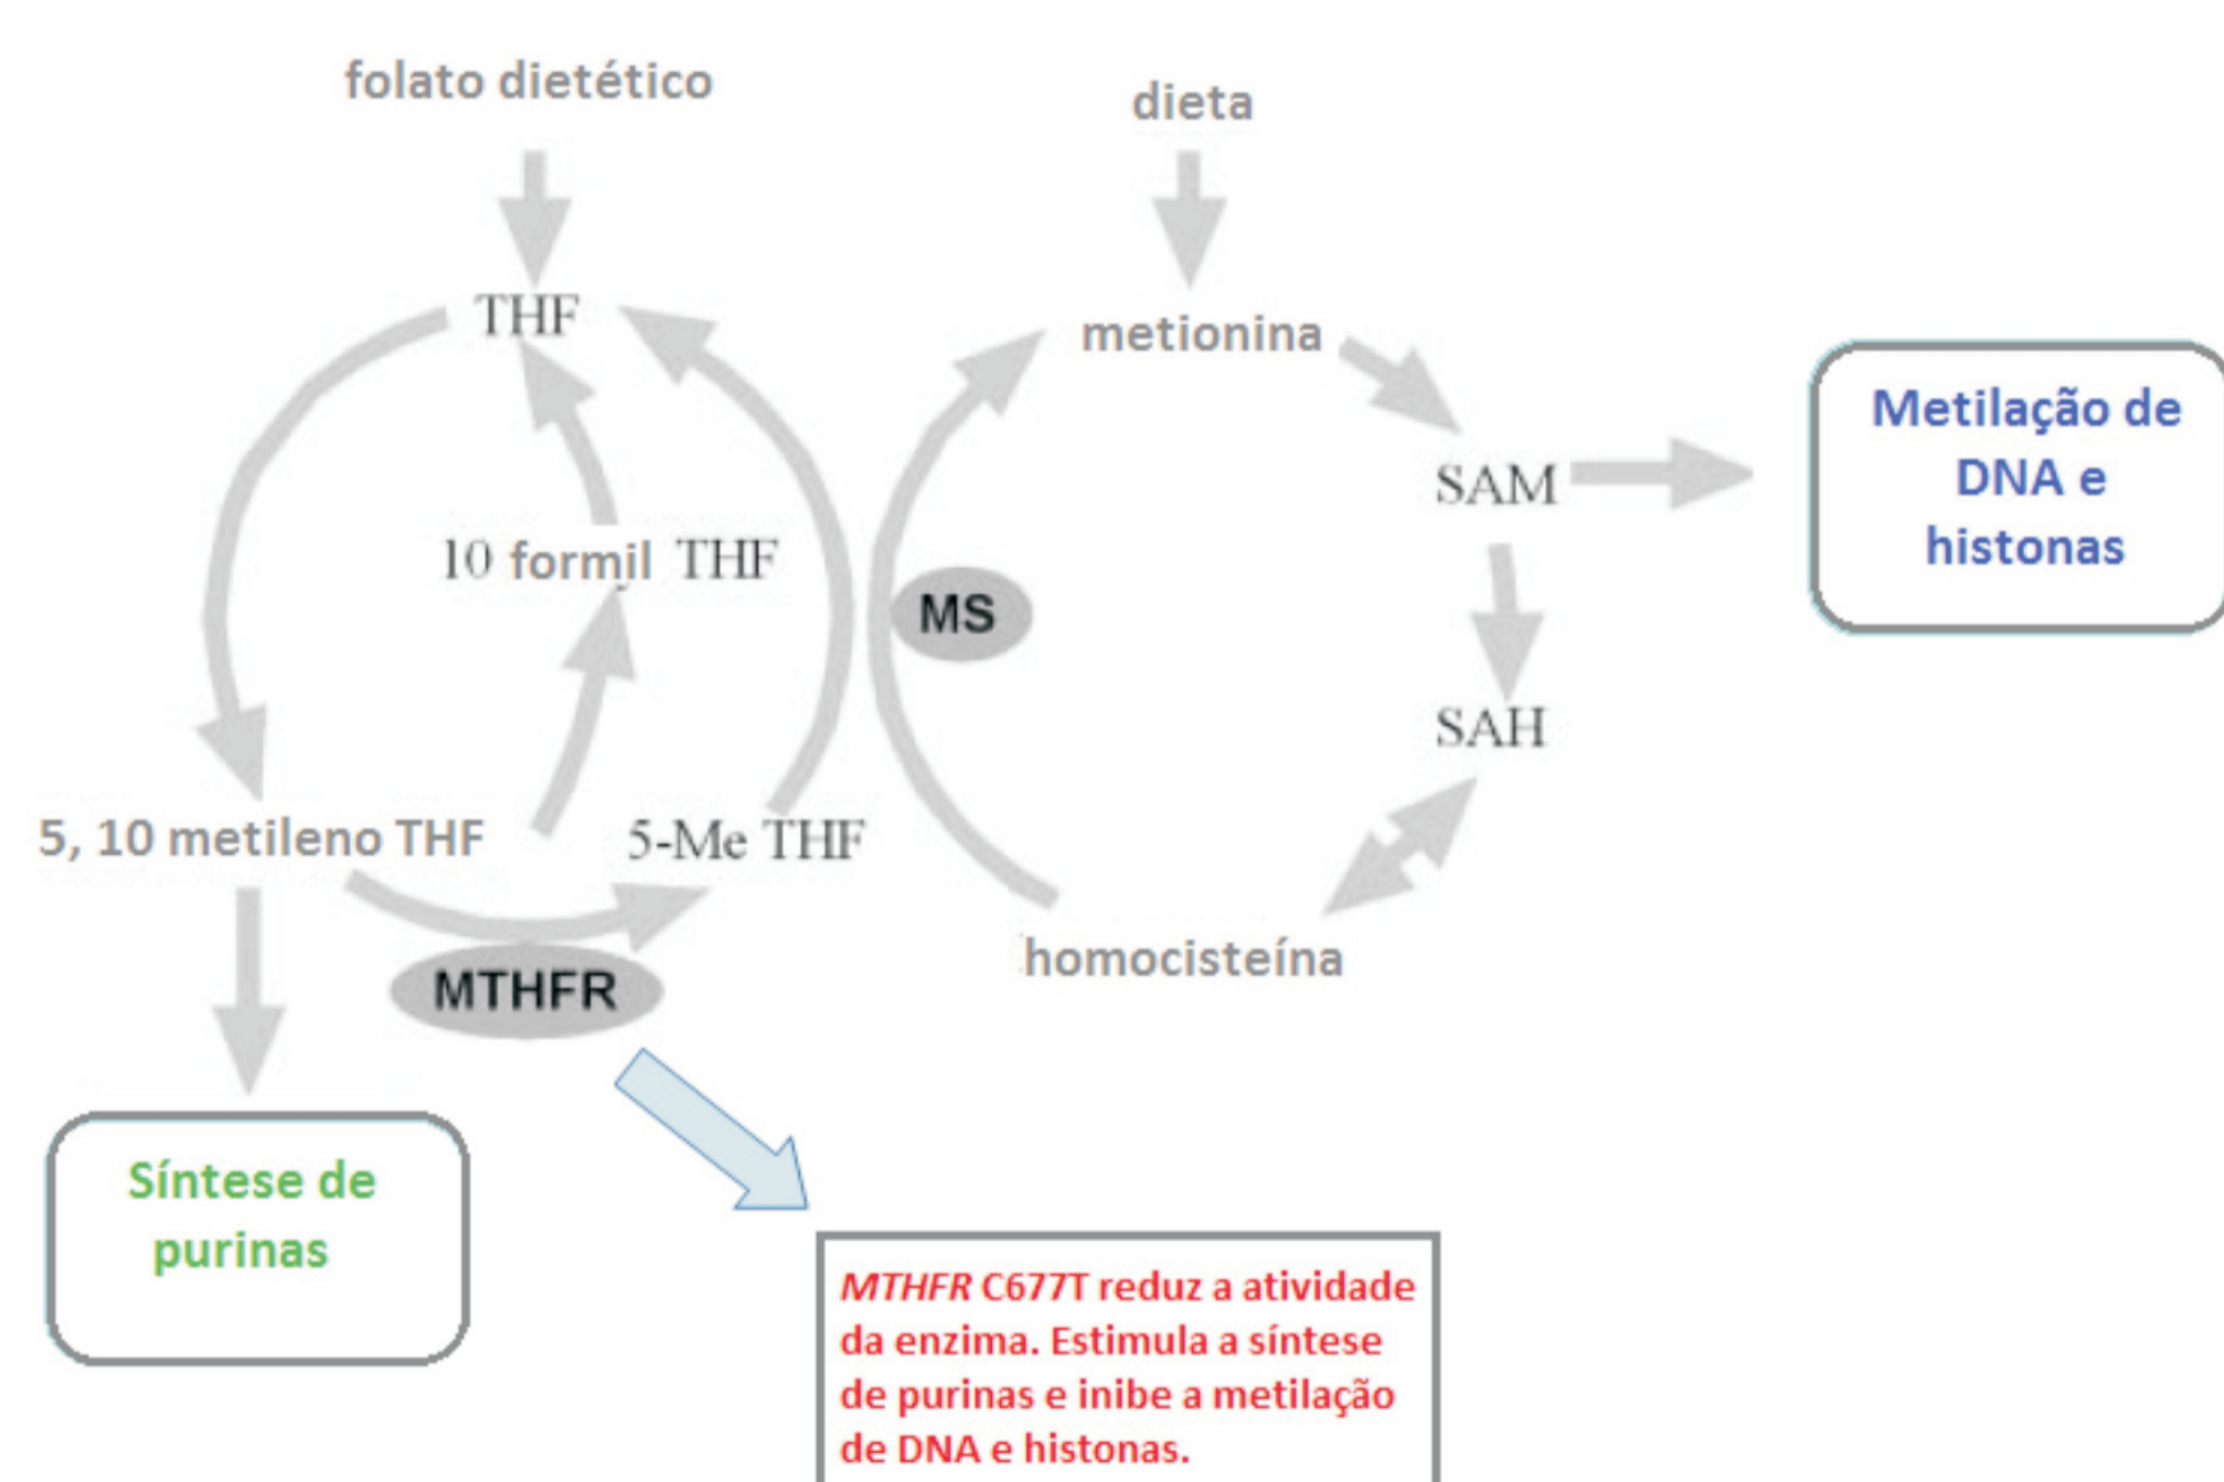 folato dietético
dieta
THF
metionina
Metilação de
DNA e
histonas
SAM
10 formil THF
MS
SAH
5, 10 metileno THF
5-Me THF
homocisteína
MTHFR
Síntese de
purinas
MTHFR C677T reduz a atividade
da enzima. Estimula a síntese
de purinas e inibe a metilação
de DNA e histonas.